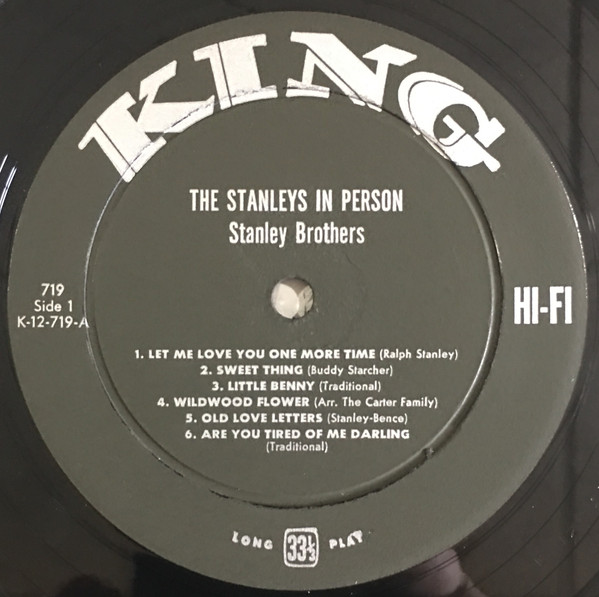 KING
THE STANLEYS IN PERSON
Stanley Brothers
719
Side 1
K-12-719-A
HI-FI
1. LET ME LOVE YOU ONE MORE TIME (Ralph Stanley)
2. SWEET THING (Buddy Starcher)
3. LITTLE BENNY (Traditional)
4. WILDWOOD FLOWER (Arr. The Carter Family)
5. OLD LOVE LETTERS (Stanley-Bence)
6. ARE YOU TIRED OF ME DARLING
(Traditional)
LONG 33 1/3 PLAY